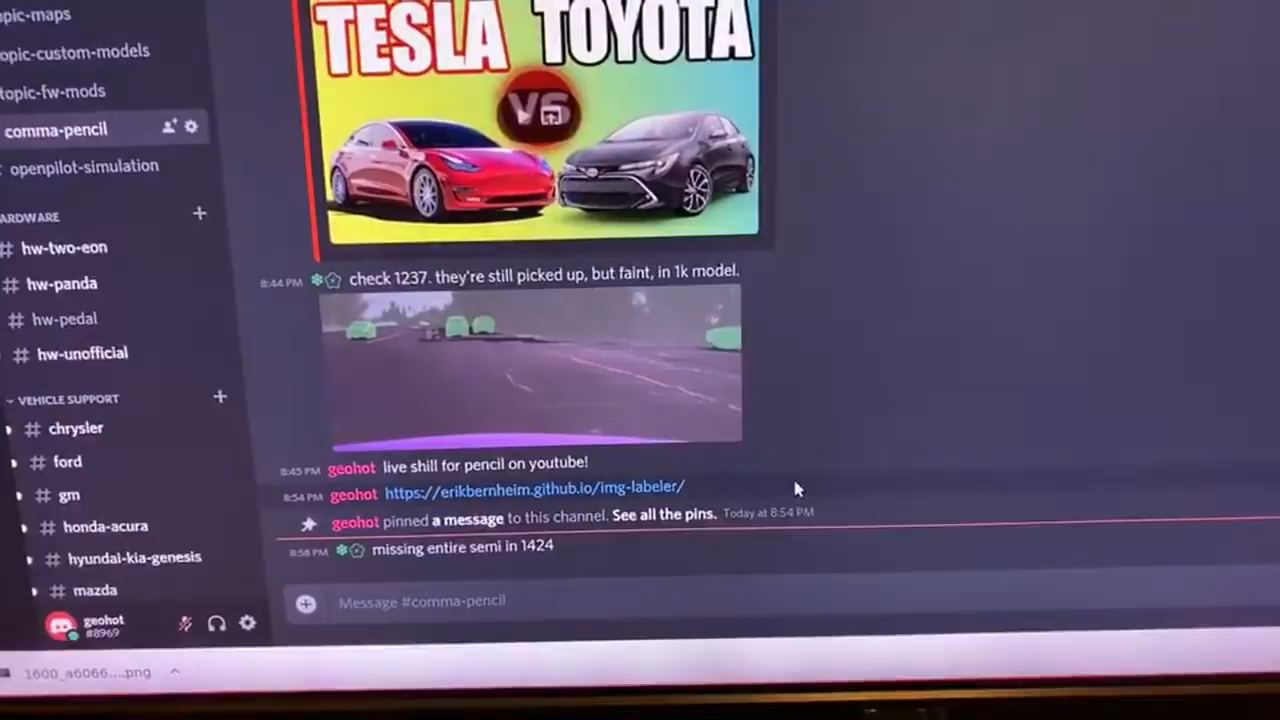 pic-maps
opic-custom-models
topic-fw-mods
comma-pencil
openpilot-simulation
ARDWARE
# hw-two-eon
# hw-panda
# hw-pedal
# hw-unofficial
VEHICLE SUPPORT
# chrysler
# ford
# gm
# honda-acura
# hyundai-kia-genesis
# mazda
geohot
#8969
TESLA VS TOYOTA
8:44 PM check 1237. they're still picked up, but faint, in 1k model.
8:45 PM geohot live shill for pencil on youtube!
8:54 PM geohot https://erikbernheim.github.io/img-labeler/
geohot pinned a message to this channel. See all the pins. Today at 8:54 PM
8:58 PM missing entire semi in 1424
Message #comma-pencil
1600_a6066....png